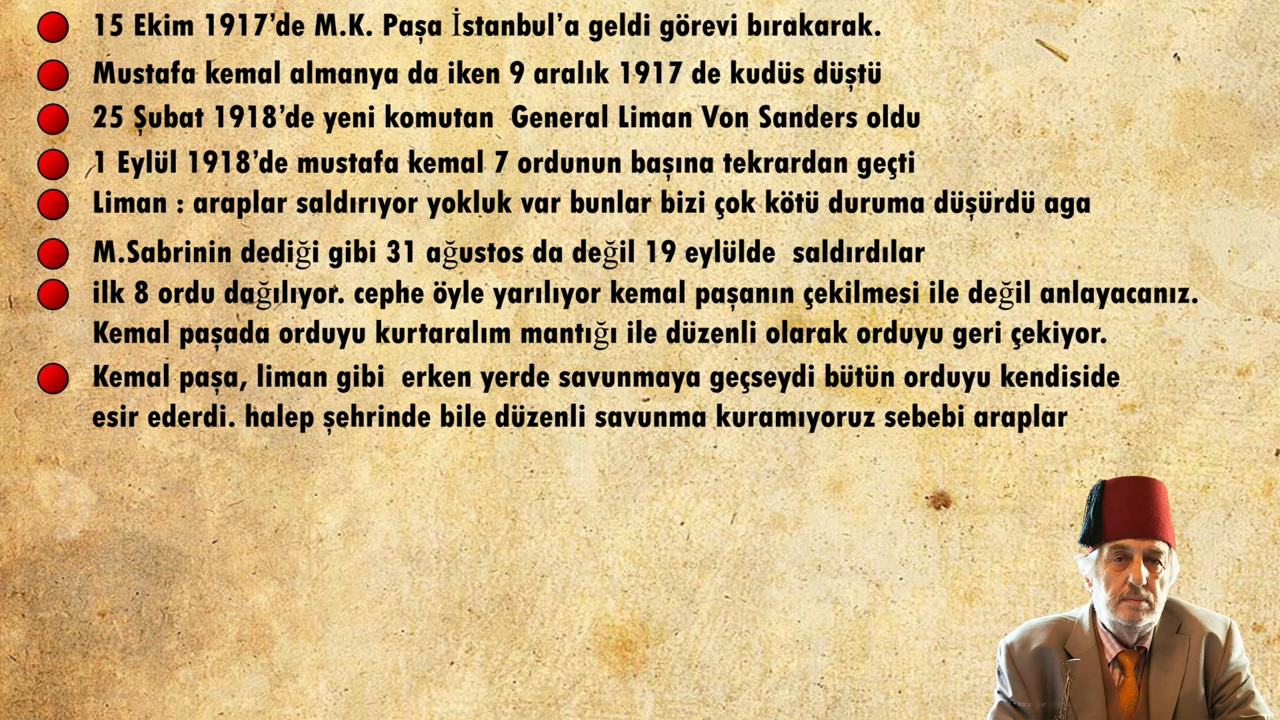 15 Ekim 1917’de M.K. Paşa İstanbul’a geldi görevi bırakarak.
Mustafa kemal almanya da iken 9 aralık 1917 de kudüs düştü
25 Şubat 1918’de yeni komutan General Liman Von Sanders oldu
1 Eylül 1918’de mustafa kemal 7 ordunun başına tekrardan geçti
Liman : araplar saldırıyor yokluk var bunlar bizi çok kötü duruma düşürdü aga
M.Sabrinin dediği gibi 31 ağustos da değil 19 eylülde saldırdılar
ilk 8 ordu dağılıyor. cephe öyle yarılıyor kemal paşanın çekilmesi ile değil anlayacanız.
Kemal paşada orduyu kurtaralım mantığı ile düzenli olarak orduyu geri çekiyor.
Kemal paşa, liman gibi erken yerde savunmaya geçseydi bütün orduyu kendiside
esir ederdi. halep şehrinde bile düzenli savunma kuramıyoruz sebebi araplar